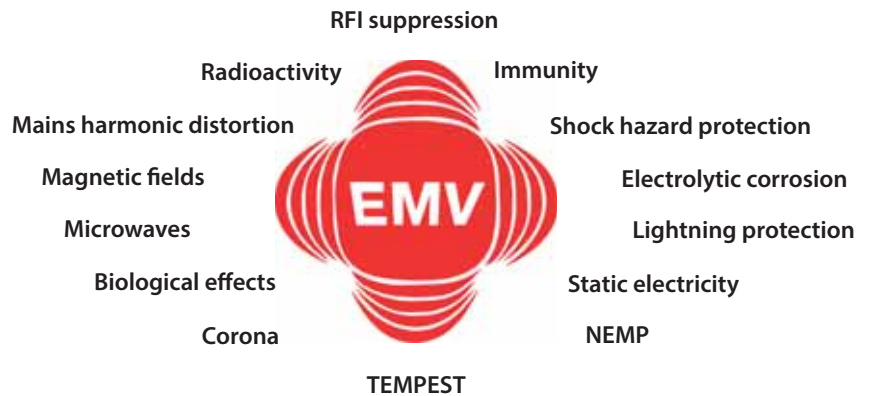 RFI suppression
Radioactivity
Immunity
Mains harmonic distortion
Shock hazard protection
Magnetic fields
Electrolytic corrosion
EMV
Microwaves
Lightning protection
Biological effects
Static electricity
Corona
NEMP
TEMPEST